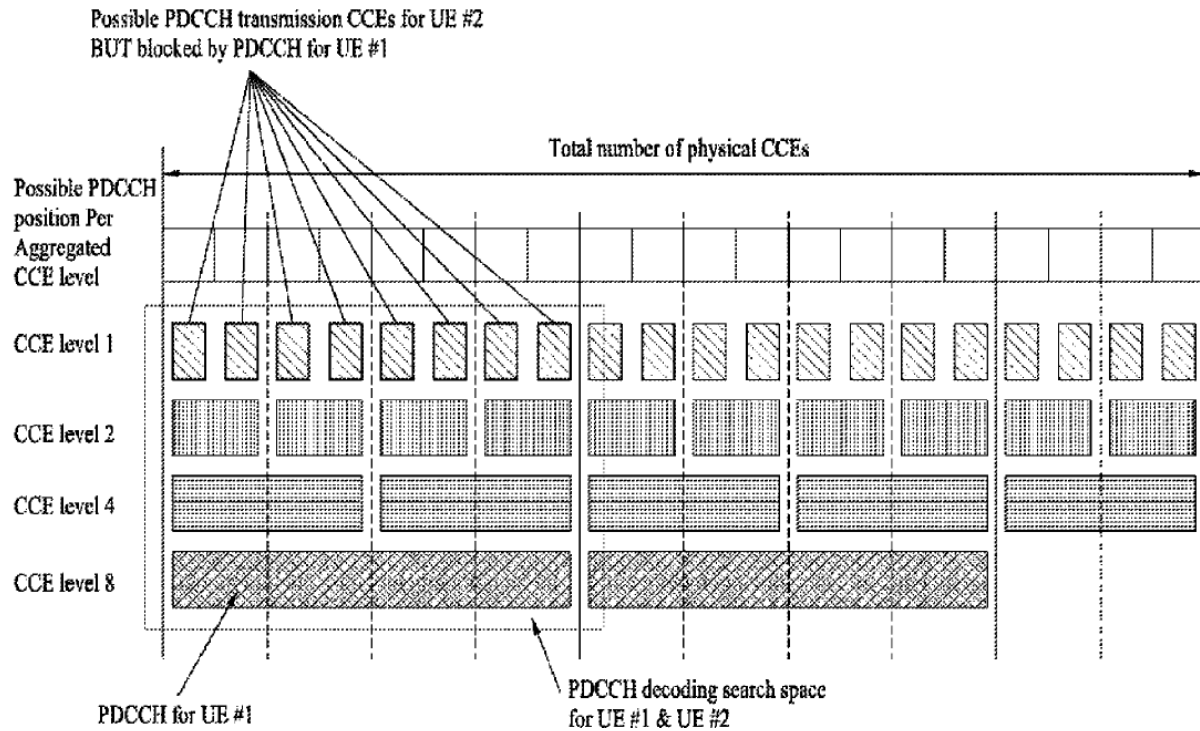 Possible PDCCH transmission CCEs for UE #2
BUT blocked by PDCCH for UE #1
Total number of physical CCEs
Possible PDCCH
position Per
Aggregated
CCE level
CCE level 1
CCE level 2
CCE level 4
CCE level 8
PDCCH for UE #1
PDCCH decoding search space
for UE #1 & UE #2